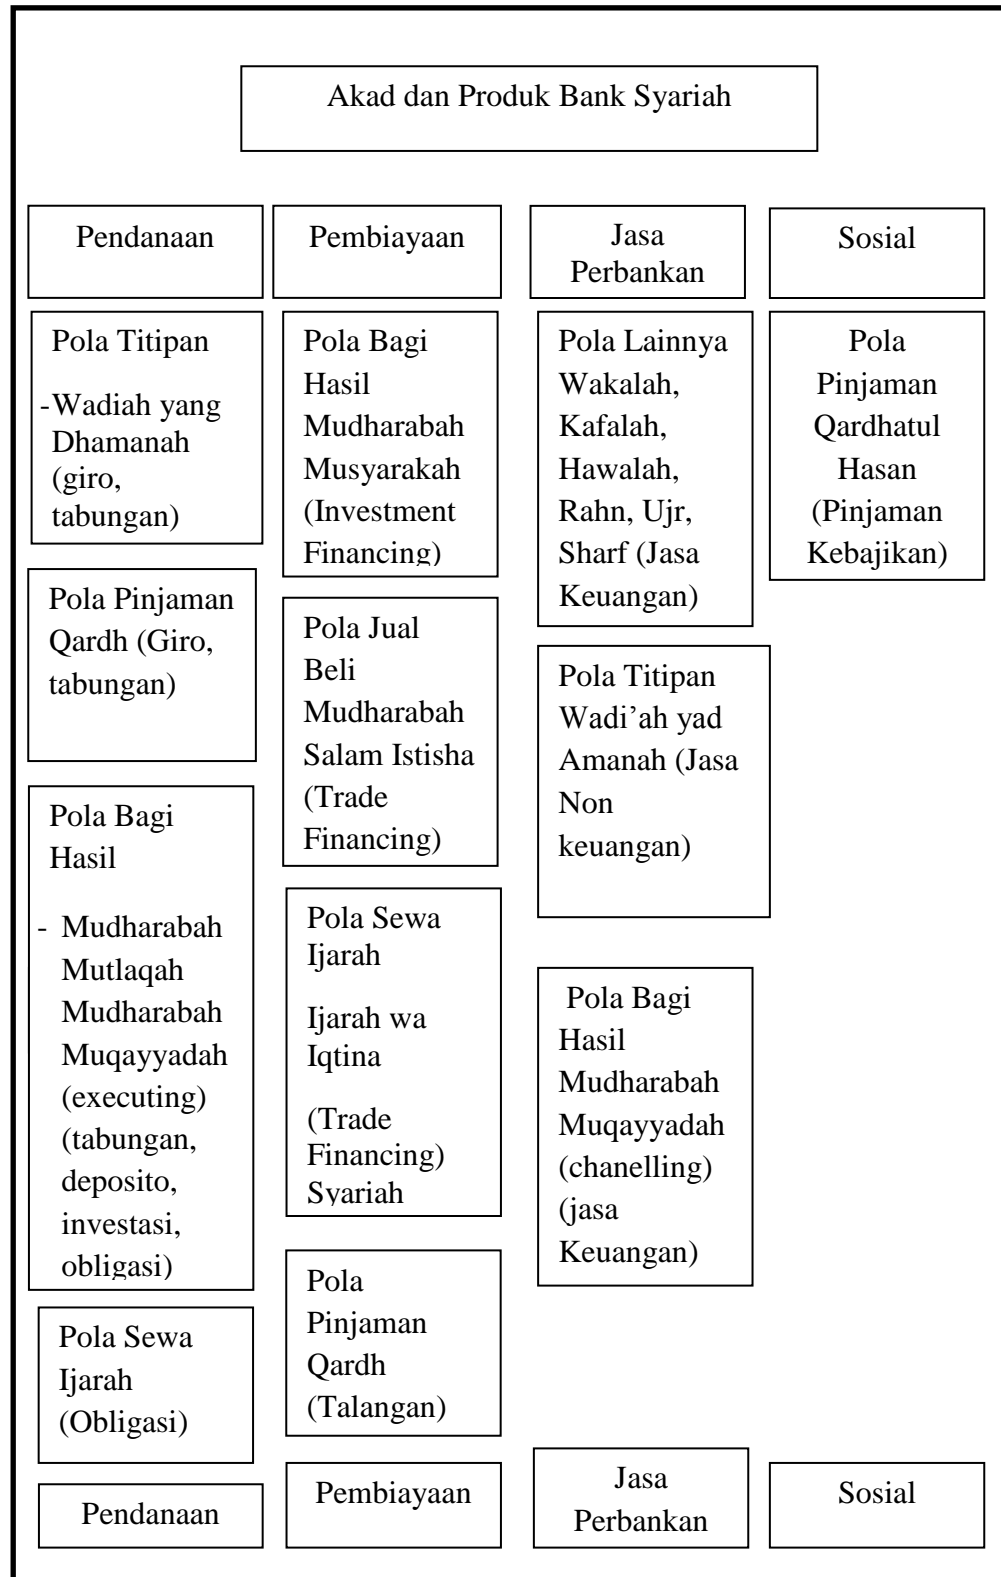 Akad dan Produk Bank Syariah
Pendanaan
Pembiayaan
Jasa
Perbankan
Sosial
Pola Titipan
-Wadiah yang
Dhamanah
(giro,
tabungan)
Pola Pinjaman
Qardh (Giro,
tabungan)
Pola Bagi
Hasil
- Mudharabah
Mutlaqah
Mudharabah
Muqayyadah
(executing)
(tabungan,
deposito,
investasi,
obligasi)
Pola Sewa
Ijarah
(Obligasi)
Pola Bagi
Hasil
Mudharabah
Musyarakah
(Investment
Financing)
Pola Jual
Beli
Mudharabah
Salam Istisha
(Trade
Financing)
Pola Sewa
Ijarah
Ijarah wa
Iqtina
(Trade
Financing)
Syariah
Pola
Pinjaman
Qardh
(Talangan)
Pola Lainnya
Wakalah,
Kafalah,
Hawalah,
Rahn, Ujr,
Sharf (Jasa
Keuangan)
Pola Titipan
Wadi’ah yad
Amanah (Jasa
Non
keuangan)
Pola Bagi
Hasil
Mudharabah
Muqayyadah
(chanelling)
(jasa
Keuangan)
Pola
Pinjaman
Qardhatul
Hasan
(Pinjaman
Kebajikan)
Pendanaan
Pembiayaan
Jasa
Perbankan
Sosial